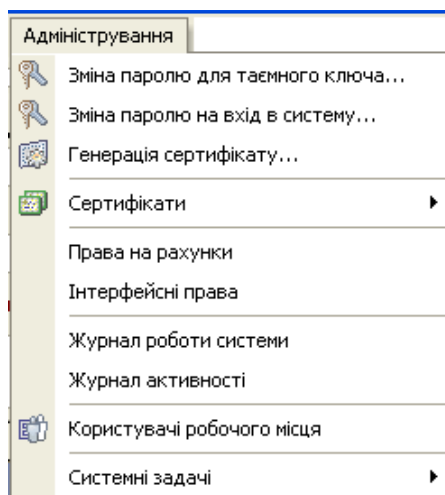 Адміністрування
Зміна паролю для таємного ключа...
Зміна паролю на вхід в систему...
Генерація сертифікату...
Сертифікати
Права на рахунки
Інтерфейсні права
Журнал роботи системи
Журнал активності
Користувачі робочого місця
Системні задачі